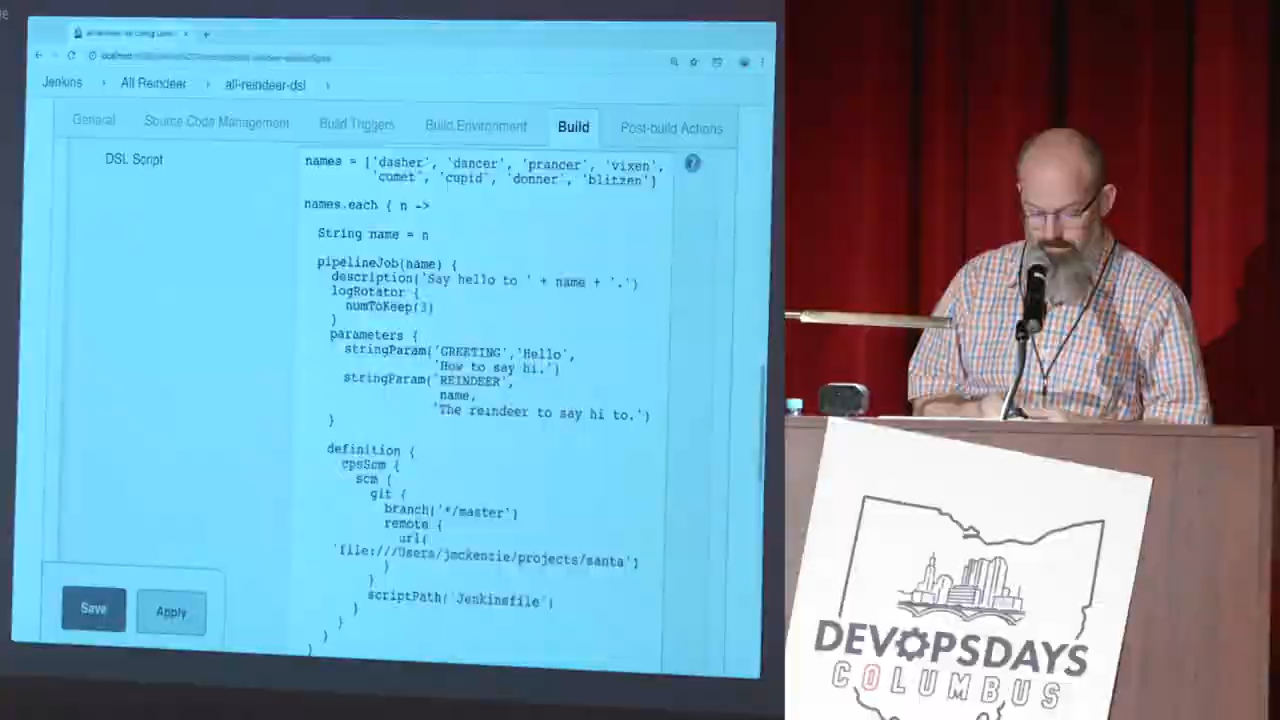 Jenkins › All Reindeer › all-reindeer-dsl ›
General Source Code Management Build Triggers Build Environment Build Post-build Actions
DSL Script
names = ['dasher', 'dancer', 'prancer', 'vixen',
'comet', 'cupid', 'donner', 'blitzen']
names.each { n ->
String name = n
pipelineJob(name) {
description('Say hello to ' + name + '.')
logRotator {
numToKeep(3)
}
parameters {
stringParam('GREETING','Hello',
'How to say hi.')
stringParam('REINDEER',
name,
'The reindeer to say hi to.')
}
definition {
cpsScm {
scm {
git {
branch('*/master')
remote {
url(
'file:///Users/jmckenzie/projects/santa')
}
}
scriptPath('Jenkinsfile')
}
}
}
}
Save Apply
DEVOPSDAYS
COLUMBUS